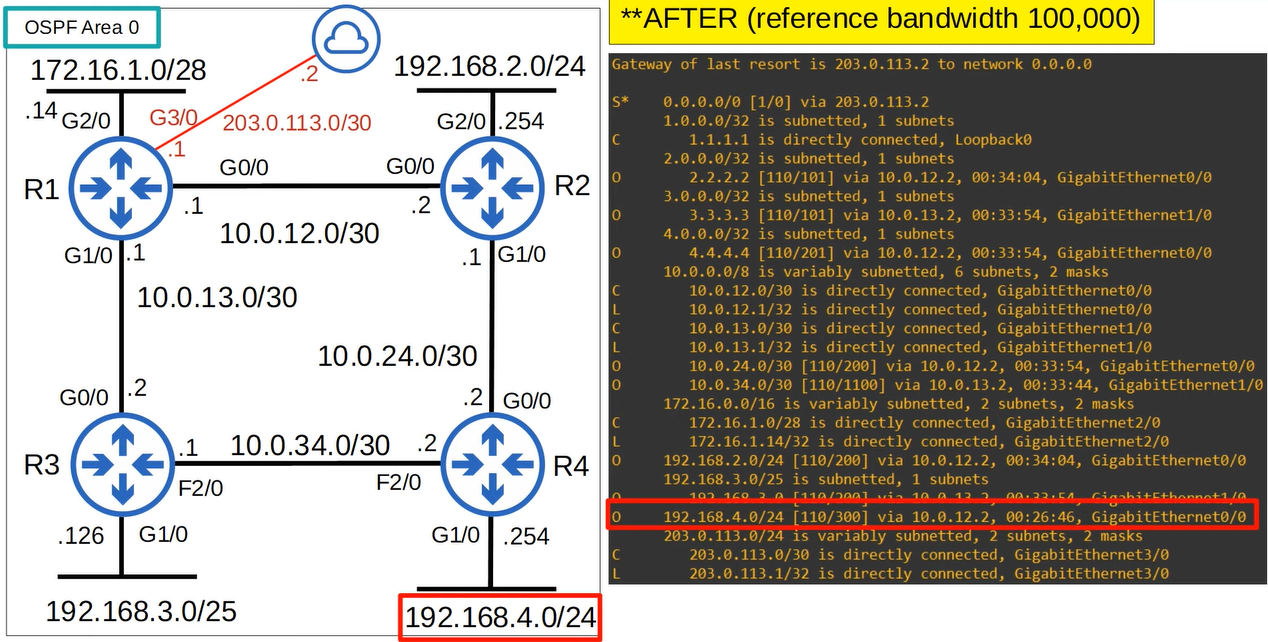 OSPF Area 0
172.16.1.0/28
.2
192.168.2.0/24
.14
G2/0
G3/0
203.0.113.0/30
G2/0
.254
.1
G0/0
G0/0
R1
R2
.1
.2
10.0.12.0/30
G1/0
.1
.1
G1/0
10.0.13.0/30
10.0.24.0/30
G0/0
.2
.2
G0/0
R3
.1
10.0.34.0/30
.2
R4
F2/0
F2/0
.126
G1/0
G1/0
.254
192.168.3.0/25
192.168.4.0/24
**AFTER (reference bandwidth 100,000)
Gateway of last resort is 203.0.113.2 to network 0.0.0.0
S* 0.0.0.0/0 [1/0] via 203.0.113.2
1.0.0.0/32 is subnetted, 1 subnets
C 1.1.1.1 is directly connected, Loopback0
2.0.0.0/32 is subnetted, 1 subnets
O 2.2.2.2 [110/101] via 10.0.12.2, 00:34:04, GigabitEthernet0/0
3.0.0.0/32 is subnetted, 1 subnets
O 3.3.3.3 [110/101] via 10.0.13.2, 00:33:54, GigabitEthernet1/0
4.0.0.0/32 is subnetted, 1 subnets
O 4.4.4.4 [110/201] via 10.0.12.2, 00:33:54, GigabitEthernet0/0
10.0.0.0/8 is variably subnetted, 6 subnets, 2 masks
C 10.0.12.0/30 is directly connected, GigabitEthernet0/0
L 10.0.12.1/32 is directly connected, GigabitEthernet0/0
C 10.0.13.0/30 is directly connected, GigabitEthernet1/0
L 10.0.13.1/32 is directly connected, GigabitEthernet1/0
O 10.0.24.0/30 [110/200] via 10.0.12.2, 00:33:54, GigabitEthernet0/0
O 10.0.34.0/30 [110/1100] via 10.0.13.2, 00:33:44, GigabitEthernet1/0
172.16.0.0/16 is variably subnetted, 2 subnets, 2 masks
C 172.16.1.0/28 is directly connected, GigabitEthernet2/0
L 172.16.1.14/32 is directly connected, GigabitEthernet2/0
O 192.168.2.0/24 [110/200] via 10.0.12.2, 00:34:04, GigabitEthernet0/0
192.168.3.0/25 is subnetted, 1 subnets
O 192.168.3.0 [110/200] via 10.0.13.2, 00:33:54, GigabitEthernet1/0
O 192.168.4.0/24 [110/300] via 10.0.12.2, 00:26:46, GigabitEthernet0/0
203.0.113.0/24 is variably subnetted, 2 subnets, 2 masks
C 203.0.113.0/30 is directly connected, GigabitEthernet3/0
L 203.0.113.1/32 is directly connected, GigabitEthernet3/0